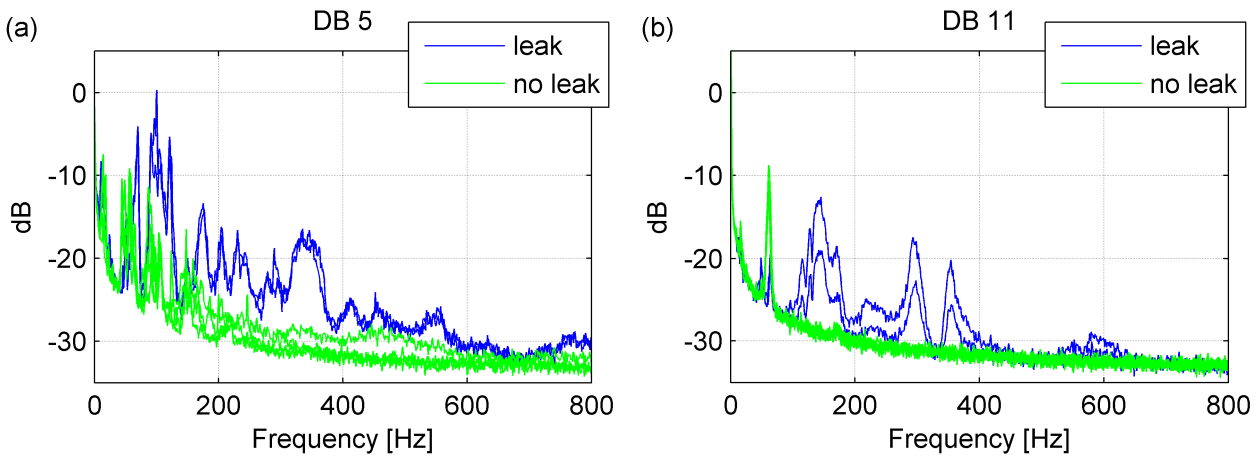 (a)
DB 5
leak
no leak
0
-10
-20
-30
dB
0 200 400 600 800
Frequency [Hz]
(b)
DB 11
leak
no leak
0
-10
-20
-30
dB
0 200 400 600 800
Frequency [Hz]